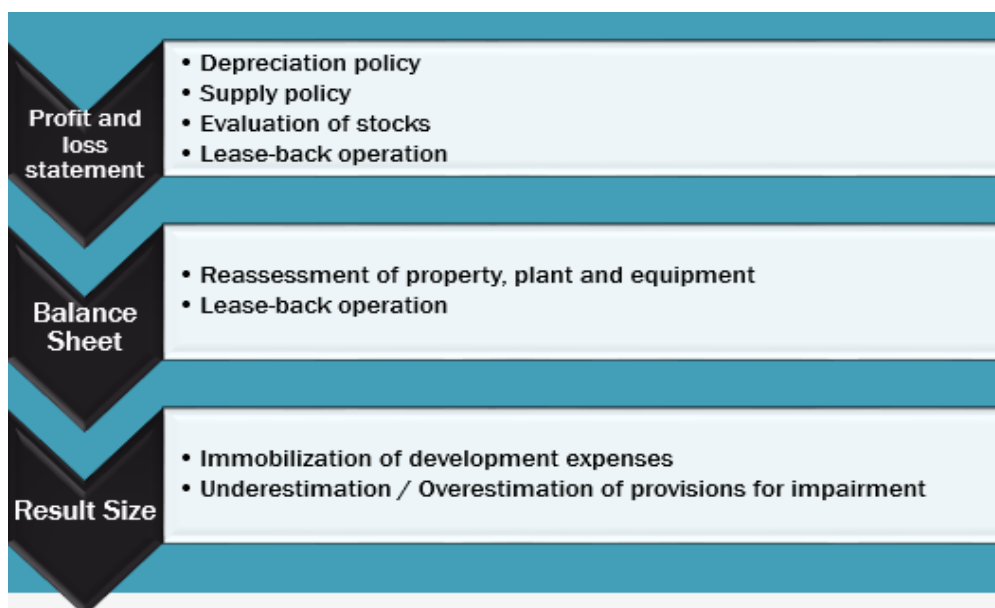 Profit and
loss
statement
• Depreciation policy
• Supply policy
• Evaluation of stocks
• Lease-back operation
Balance
Sheet
• Reassessment of property, plant and equipment
• Lease-back operation
Result Size
• Immobilization of development expenses
• Underestimation / Overestimation of provisions for impairment